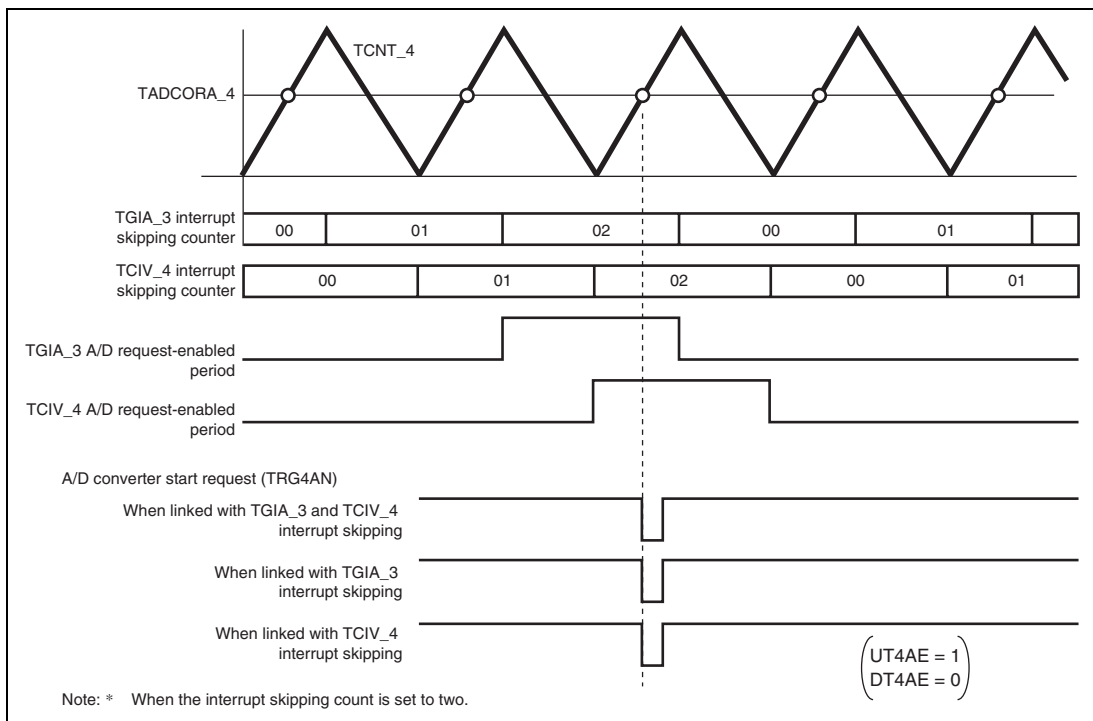 TCNT_4
TADCORA_4
TGIA_3 interrupt
skipping counter
00 01 02 00 01
TCIV_4 interrupt
skipping counter
00 01 02 00 01
TGIA_3 A/D request-enabled
period
TCIV_4 A/D request-enabled
period
A/D converter start request (TRG4AN)
When linked with TGIA_3 and TCIV_4
interrupt skipping
When linked with TGIA_3
interrupt skipping
When linked with TCIV_4
interrupt skipping
UT4AE = 1
DT4AE = 0
Note: * When the interrupt skipping count is set to two.